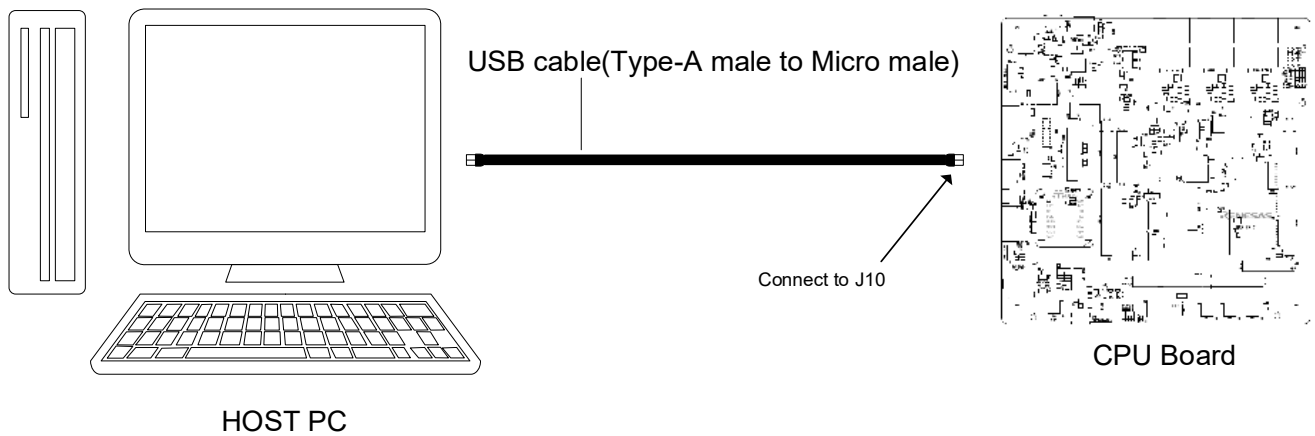 USB cable(Type-A male to Micro male)
Connect to J10
CPU Board
HOST PC